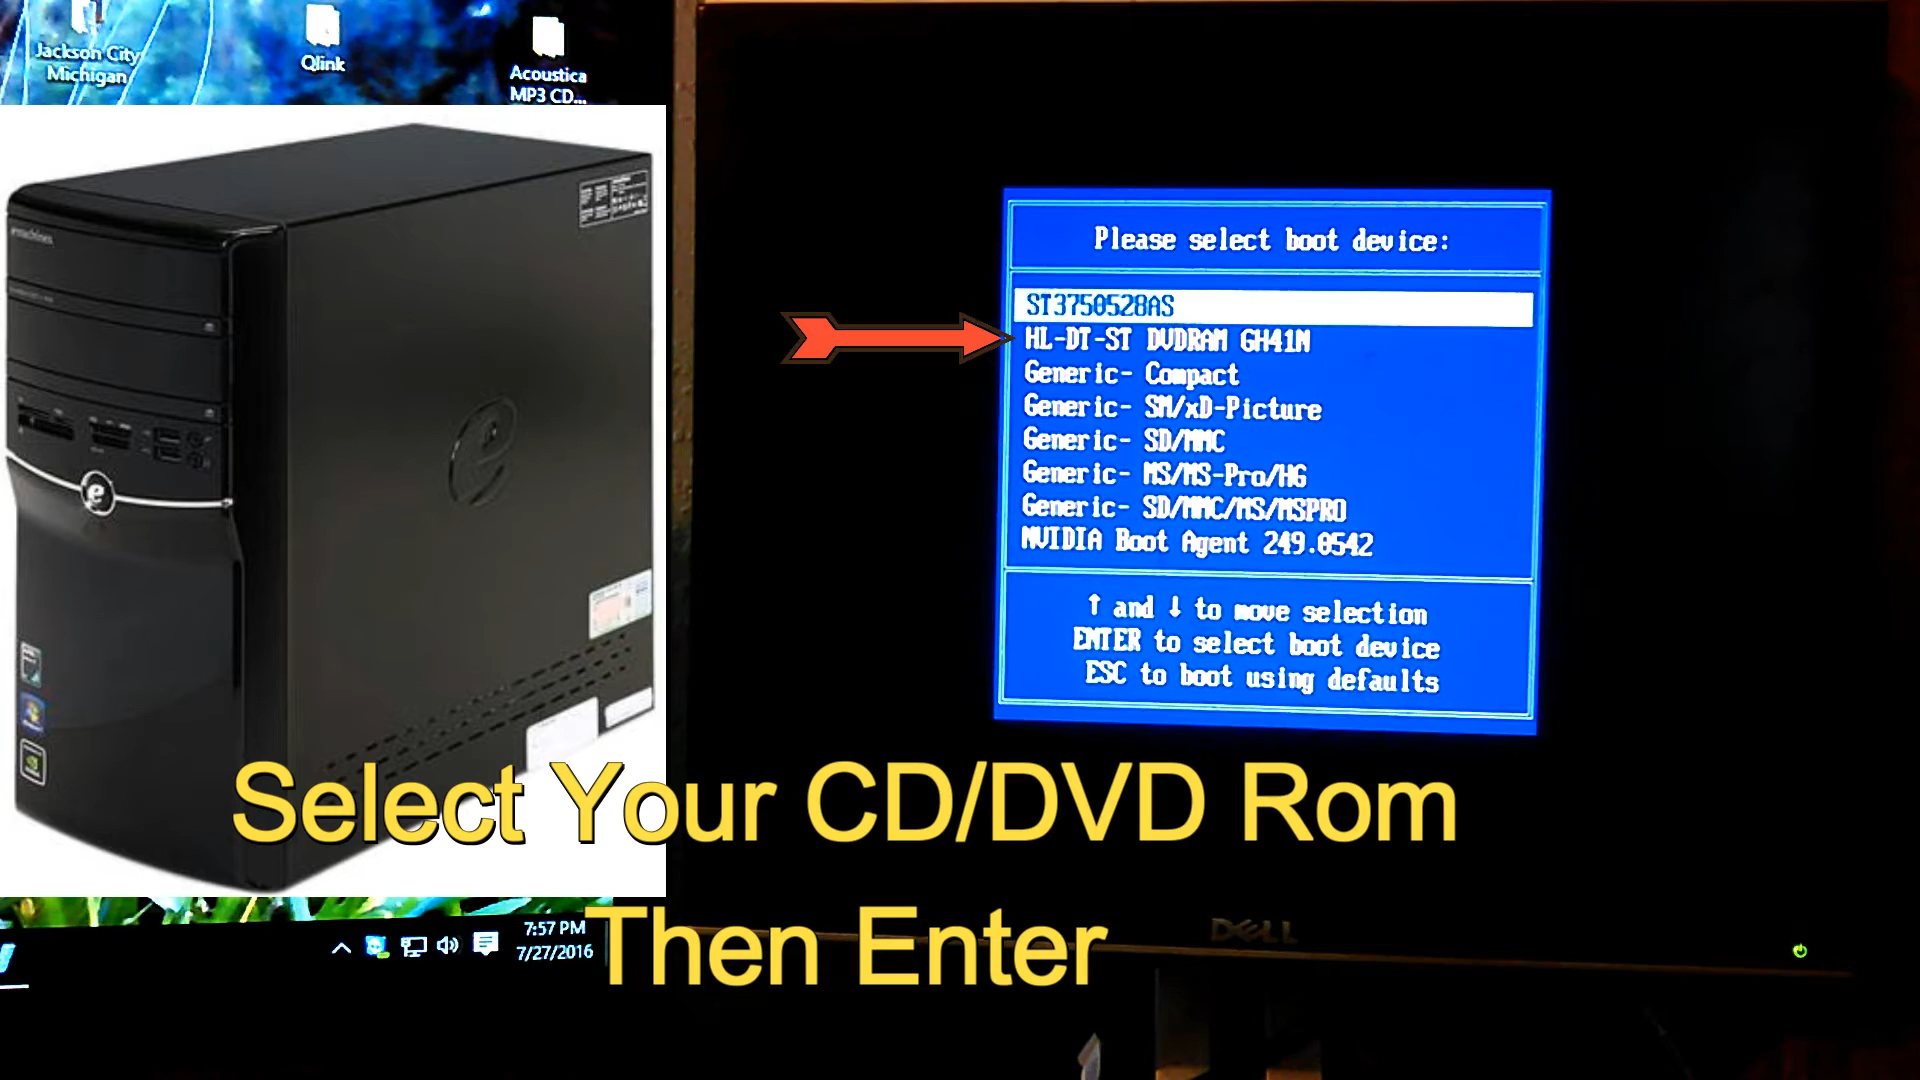 Jackson City
Michigan
Qlink
Acoustica
MP3 CD...
emachines
e
Please select boot device:
ST3750528AS
HL-DT-ST DVDRAM GH41N
Generic- Compact
Generic- SM/xD-Picture
Generic- SD/MMC
Generic- MS/MS-Pro/HG
Generic- SD/MMC/MS/MSPRO
NVIDIA Boot Agent 249.0542
↑ and ↓ to move selection
ENTER to select boot device
ESC to boot using defaults
Select Your CD/DVD Rom
Then Enter
7:57 PM
7/27/2016
DELL